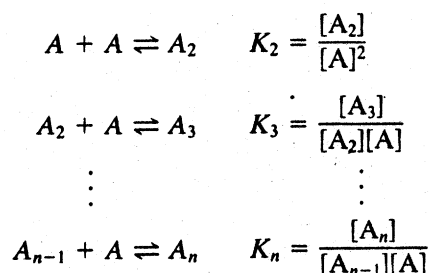 A + A ⇌ A₂    K₂ = [A₂] / [A]²
A₂ + A ⇌ A₃    K₃ = [A₃] / [A₂][A]
⋮    ⋮
Aₙ₋₁ + A ⇌ Aₙ    Kₙ = [Aₙ] / [Aₙ₋₁][A]